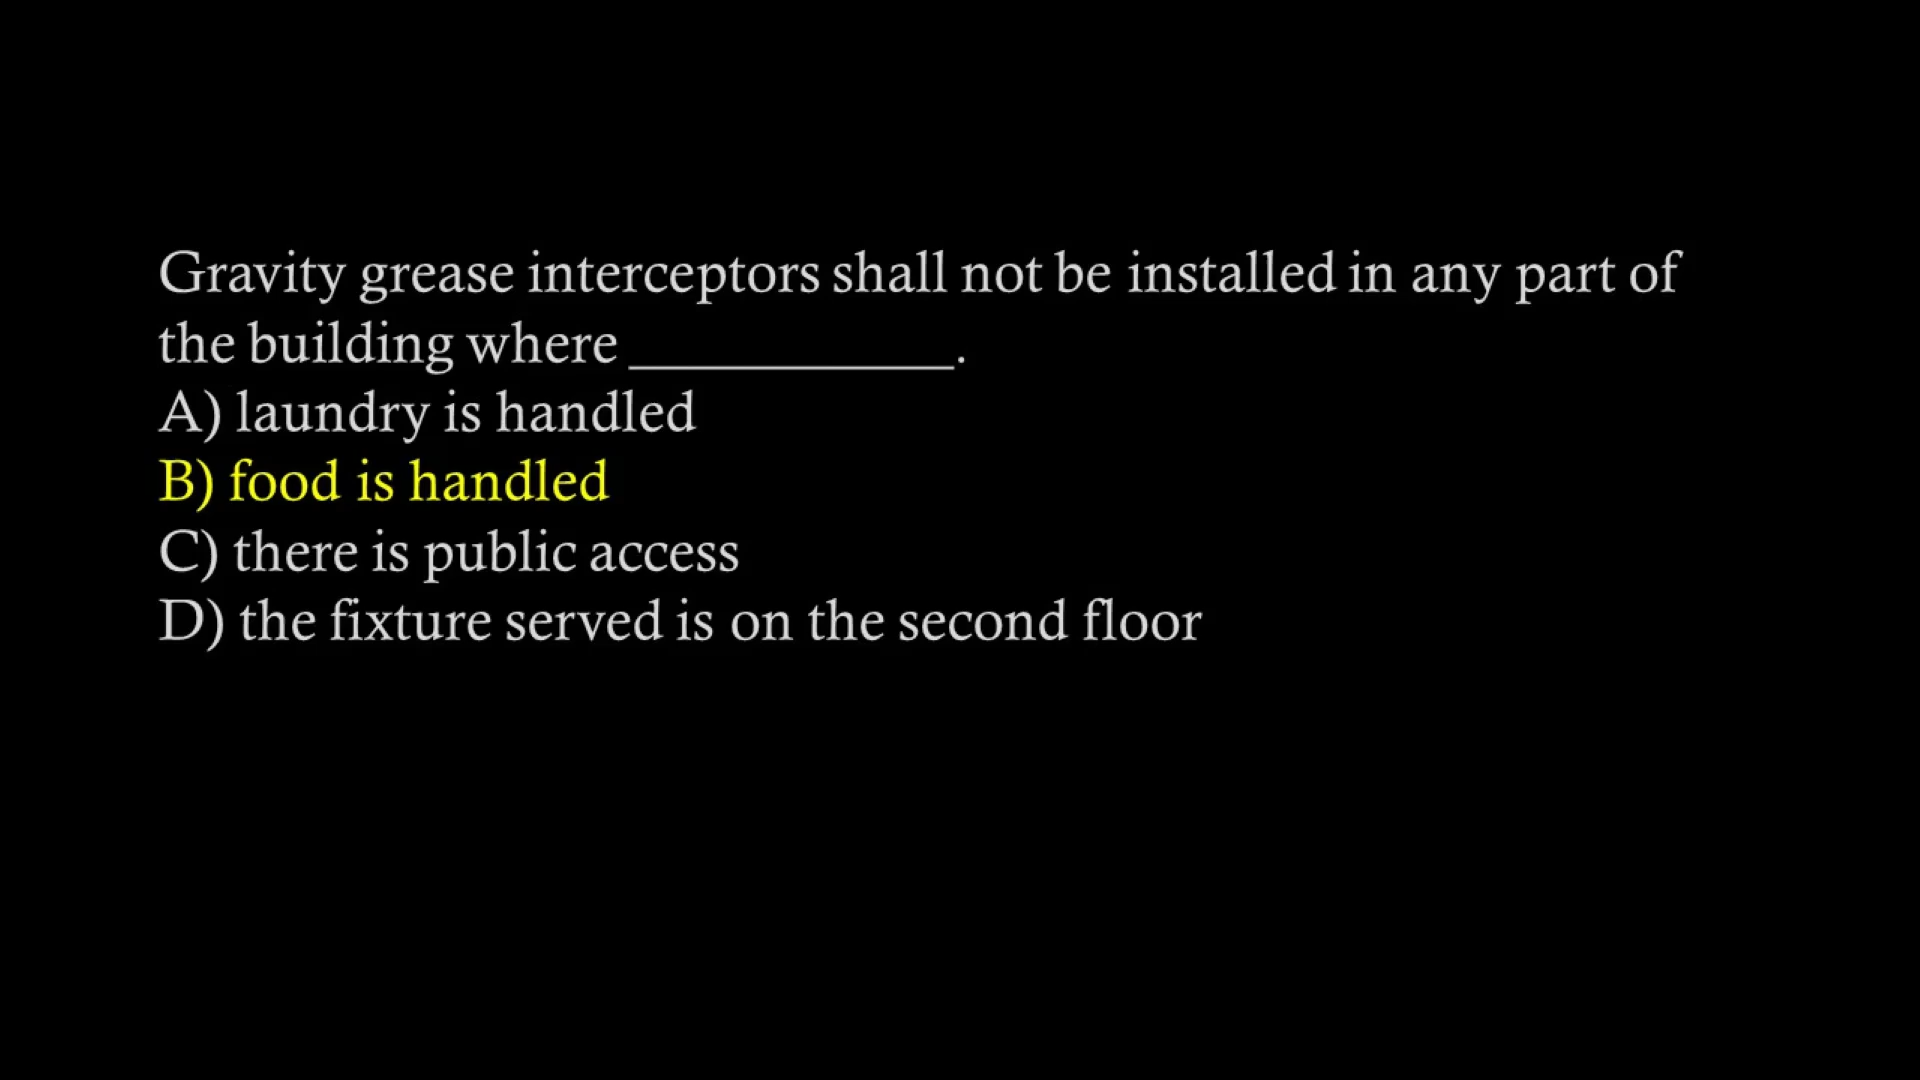 Gravity grease interceptors shall not be installed in any part of
the building where ____________.
A) laundry is handled
B) food is handled
C) there is public access
D) the fixture served is on the second floor